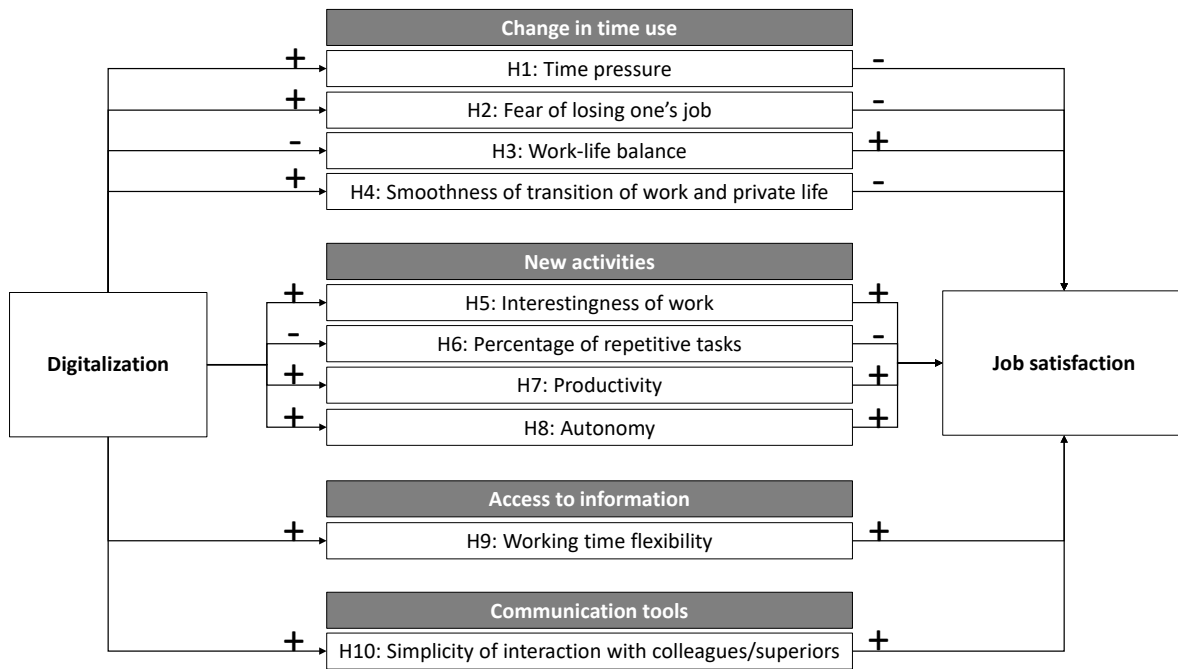 Change in time use
+ H1: Time pressure -
+ H2: Fear of losing one’s job -
- H3: Work-life balance +
+ H4: Smoothness of transition of work and private life -
New activities
+ H5: Interestingness of work +
- H6: Percentage of repetitive tasks -
Digitalization
Job satisfaction
+ H7: Productivity +
+ H8: Autonomy +
Access to information
+ H9: Working time flexibility +
Communication tools
+ H10: Simplicity of interaction with colleagues/superiors +